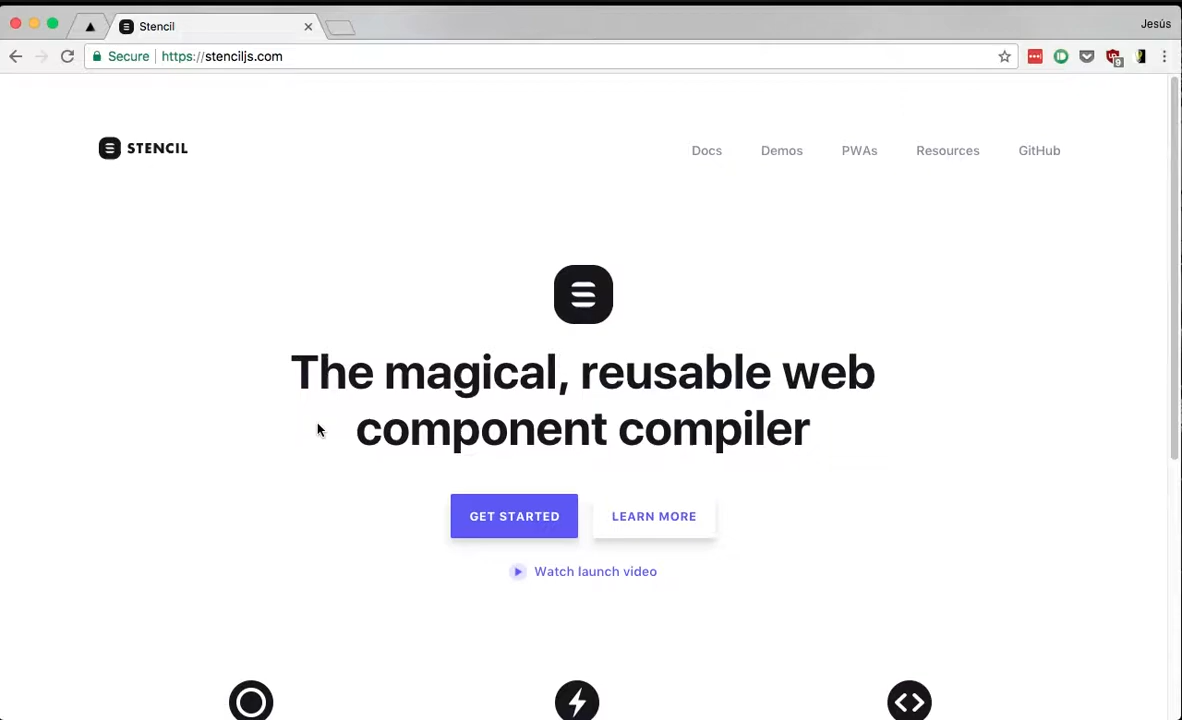 Stencil
Jesús
Secure
https://stenciljs.com
9
STENCIL
Docs
Demos
PWAs
Resources
GitHub
The magical, reusable web
component compiler
GET STARTED
LEARN MORE
Watch launch video